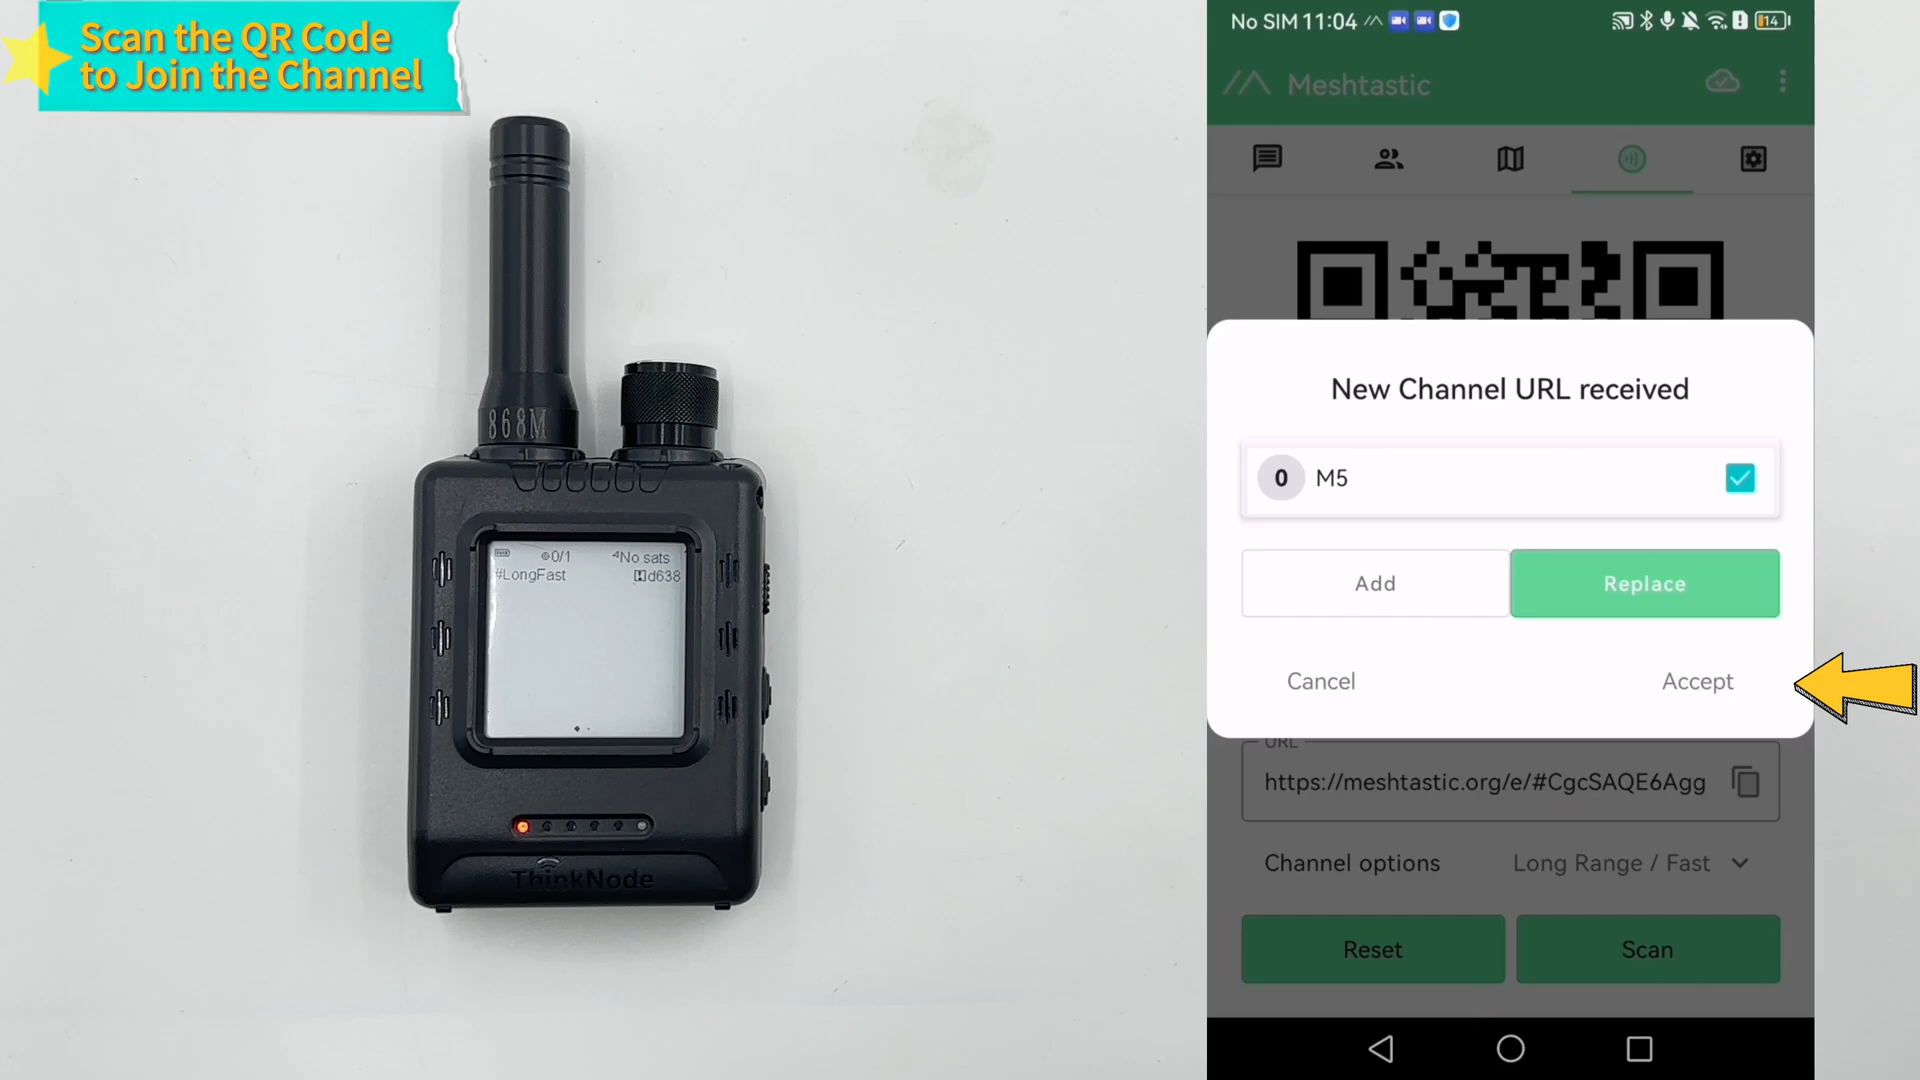 Scan the QR Code
to Join the Channel
868M
0/1 No sats
#LongFast d638
ThinkNode
No SIM 11:04 14
Meshtastic
New Channel URL received
0 M5
Add Replace
Cancel Accept
URL
https://meshtastic.org/e/#CgcSAQE6Agg
Channel options Long Range / Fast
Reset Scan